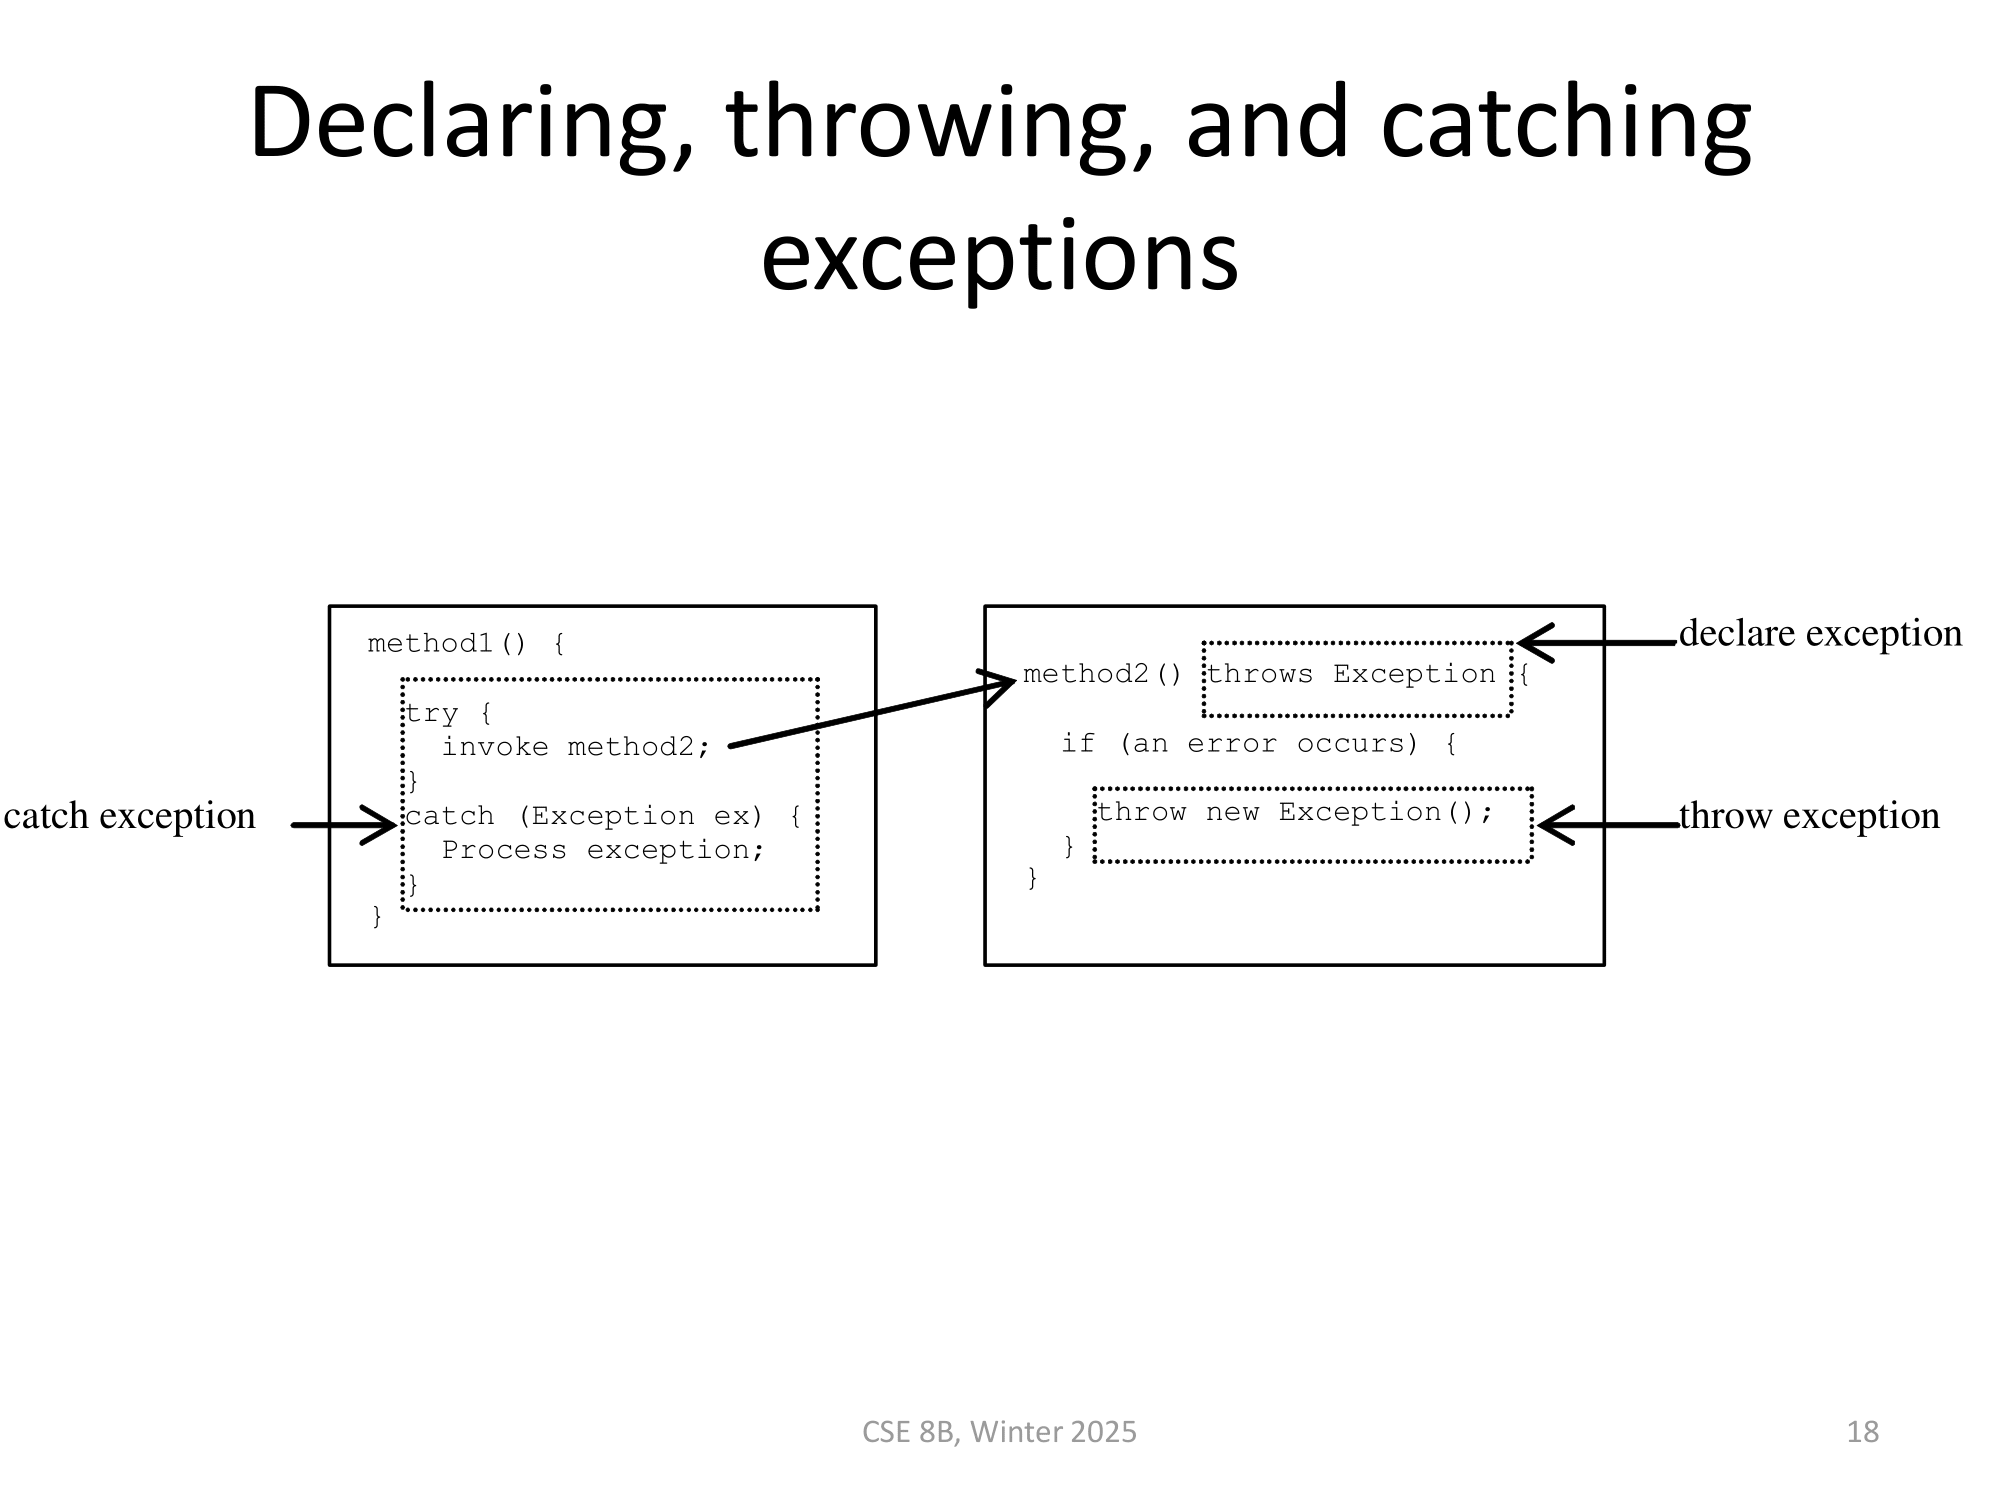 Declaring, throwing, and catching
exceptions
method1() {
try {
invoke method2;
}
catch (Exception ex) {
Process exception;
}
}
catch exception
method2() throws Exception {
if (an error occurs) {
throw new Exception();
}
}
declare exception
throw exception
CSE 8B, Winter 2025
18